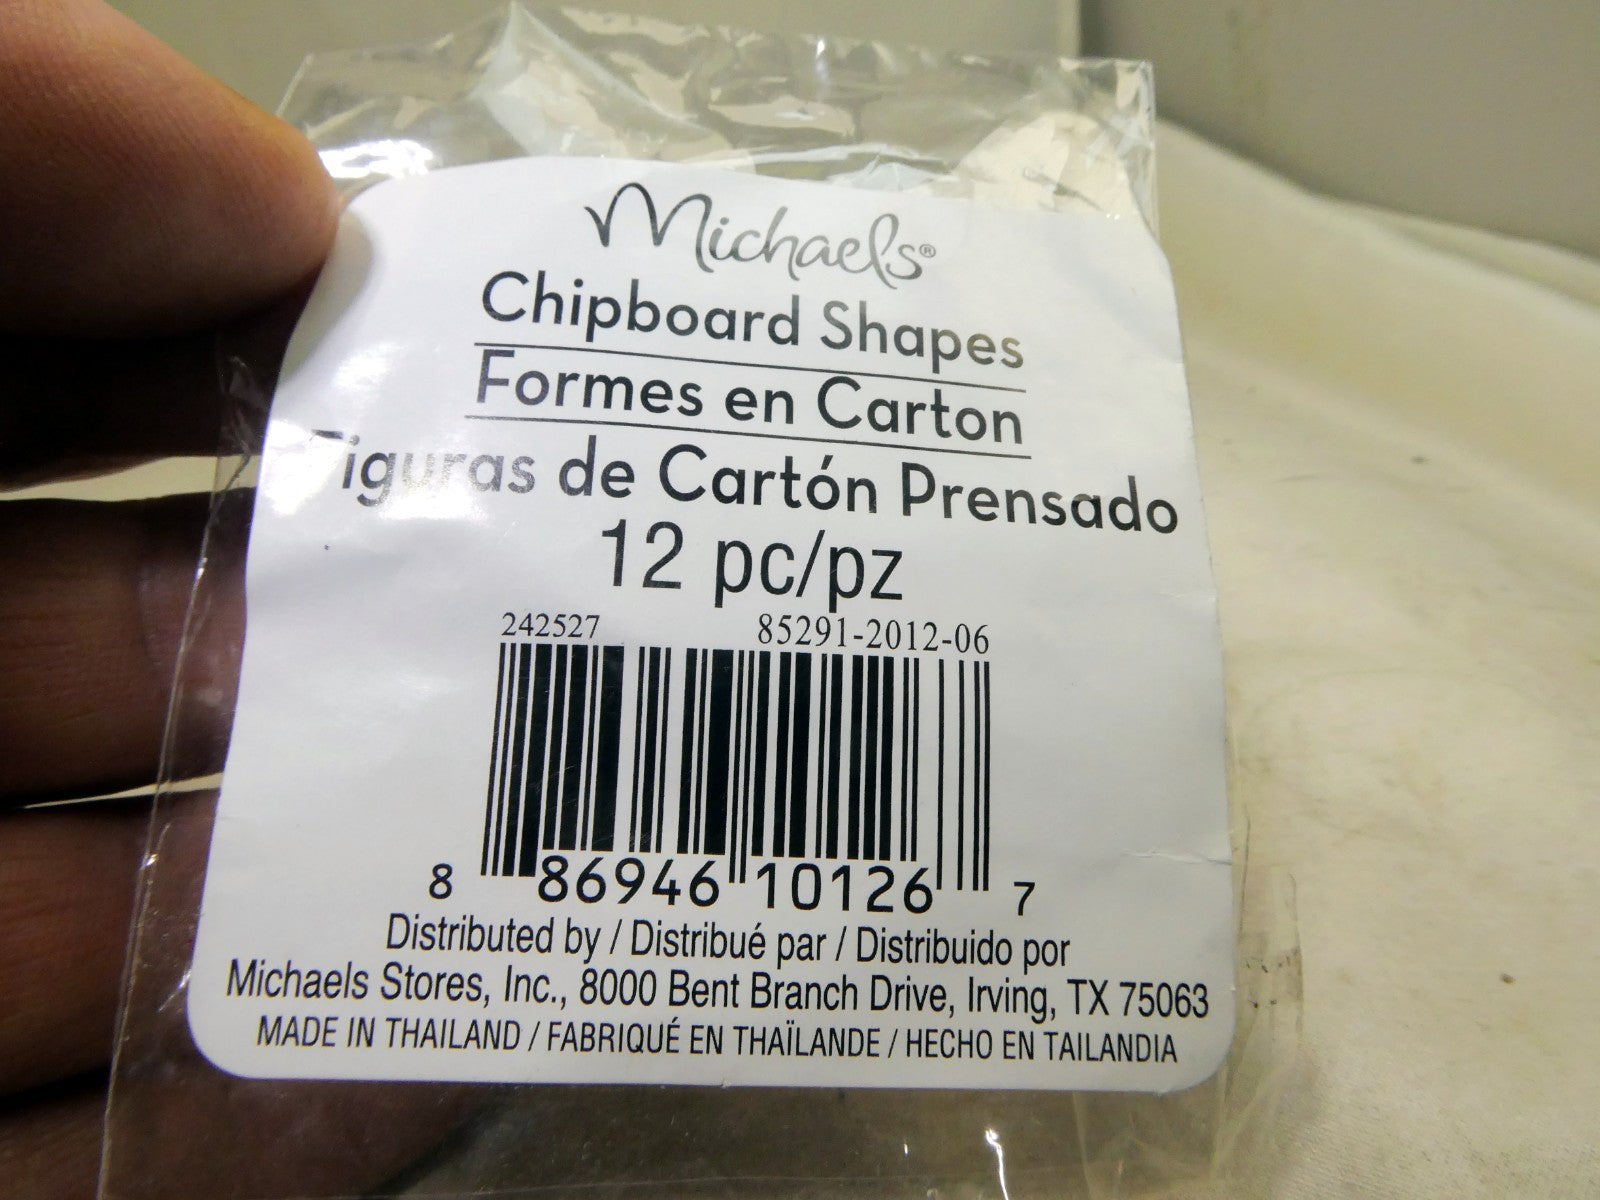 Michaels®
Chipboard Shapes
Formes en Carton
Figuras de Cartón Prensado
12 pc/pz
242527 85291-2012-06
8 86946 10126 7
Distributed by / Distribué par / Distribuido por
Michaels Stores, Inc., 8000 Bent Branch Drive, Irving, TX 75063
MADE IN THAILAND / FABRIQUÉ EN THAÏLANDE / HECHO EN TAILANDIA